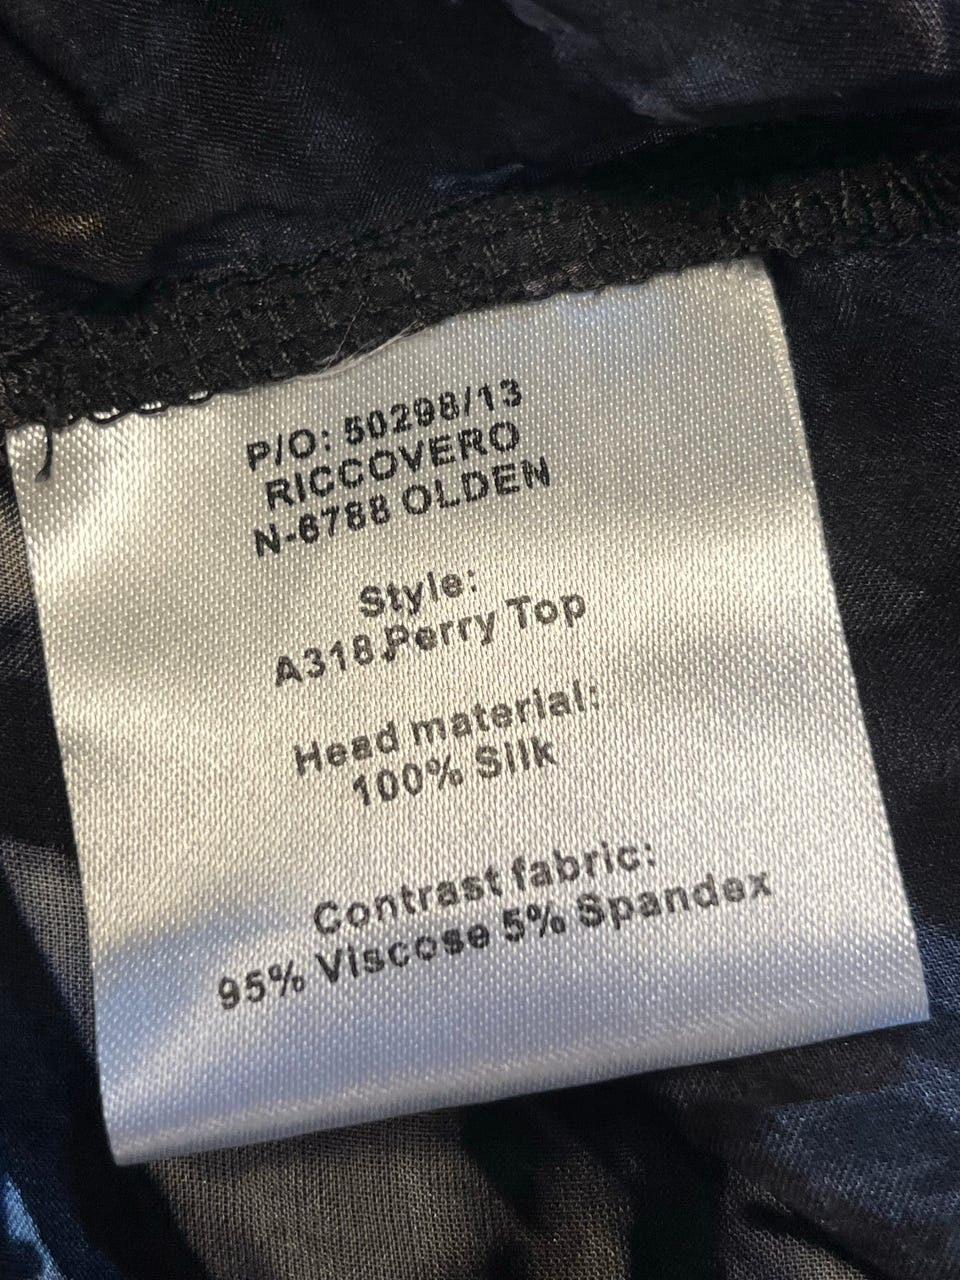 P/O: 50298/13
RICCOVERO
N-6788 OLDEN
Style:
A318,Perry Top
Head material:
100% Silk
Contrast fabric:
95% Viscose 5% Spandex